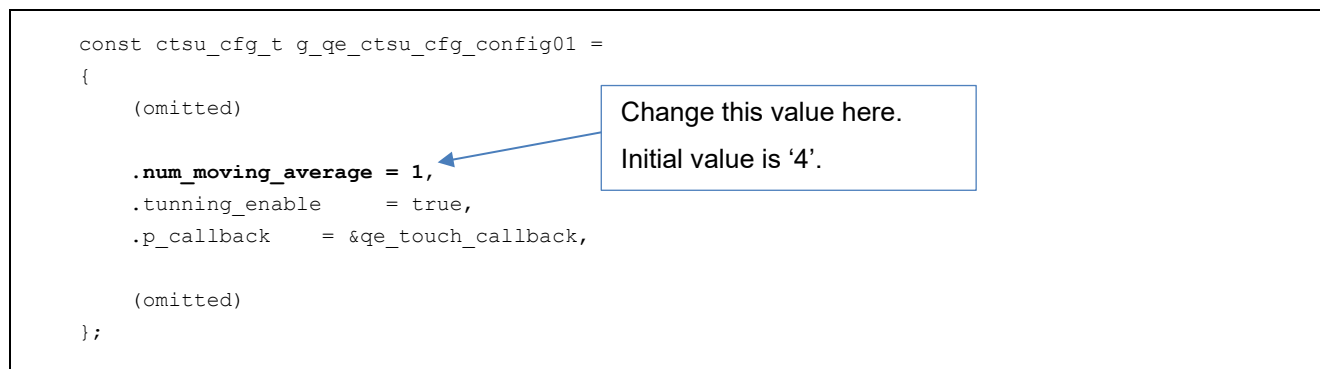 const ctsu_cfg_t g_qe_ctsu_cfg_config01 =
{
(omitted)
Change this value here.
Initial value is ‘4’.
.num_moving_average = 1,
.tunning_enable     = true,
.p_callback    = &qe_touch_callback,
(omitted)
};